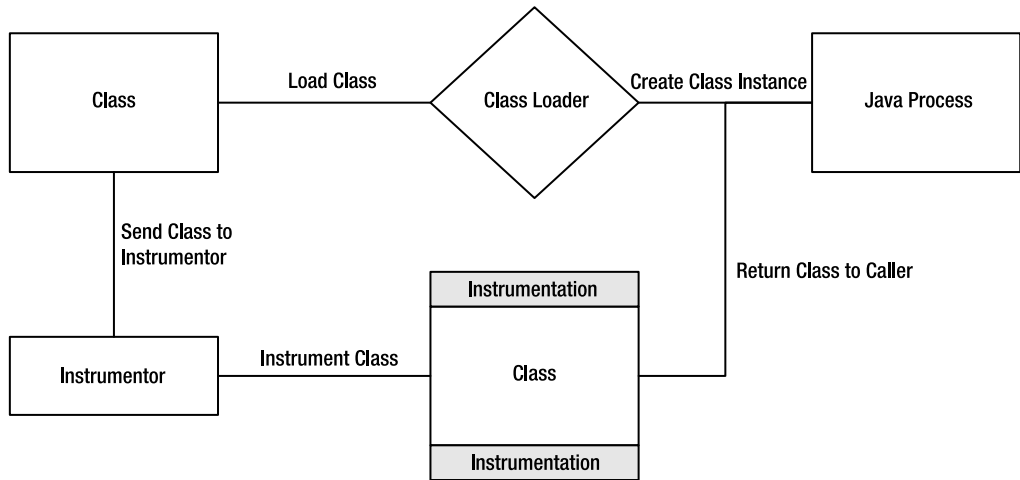 Class
Load Class
Class Loader
Create Class Instance
Java Process
Send Class to
Instrumentor
Return Class to Caller
Instrumentation
Instrumentor
Instrument Class
Class
Instrumentation